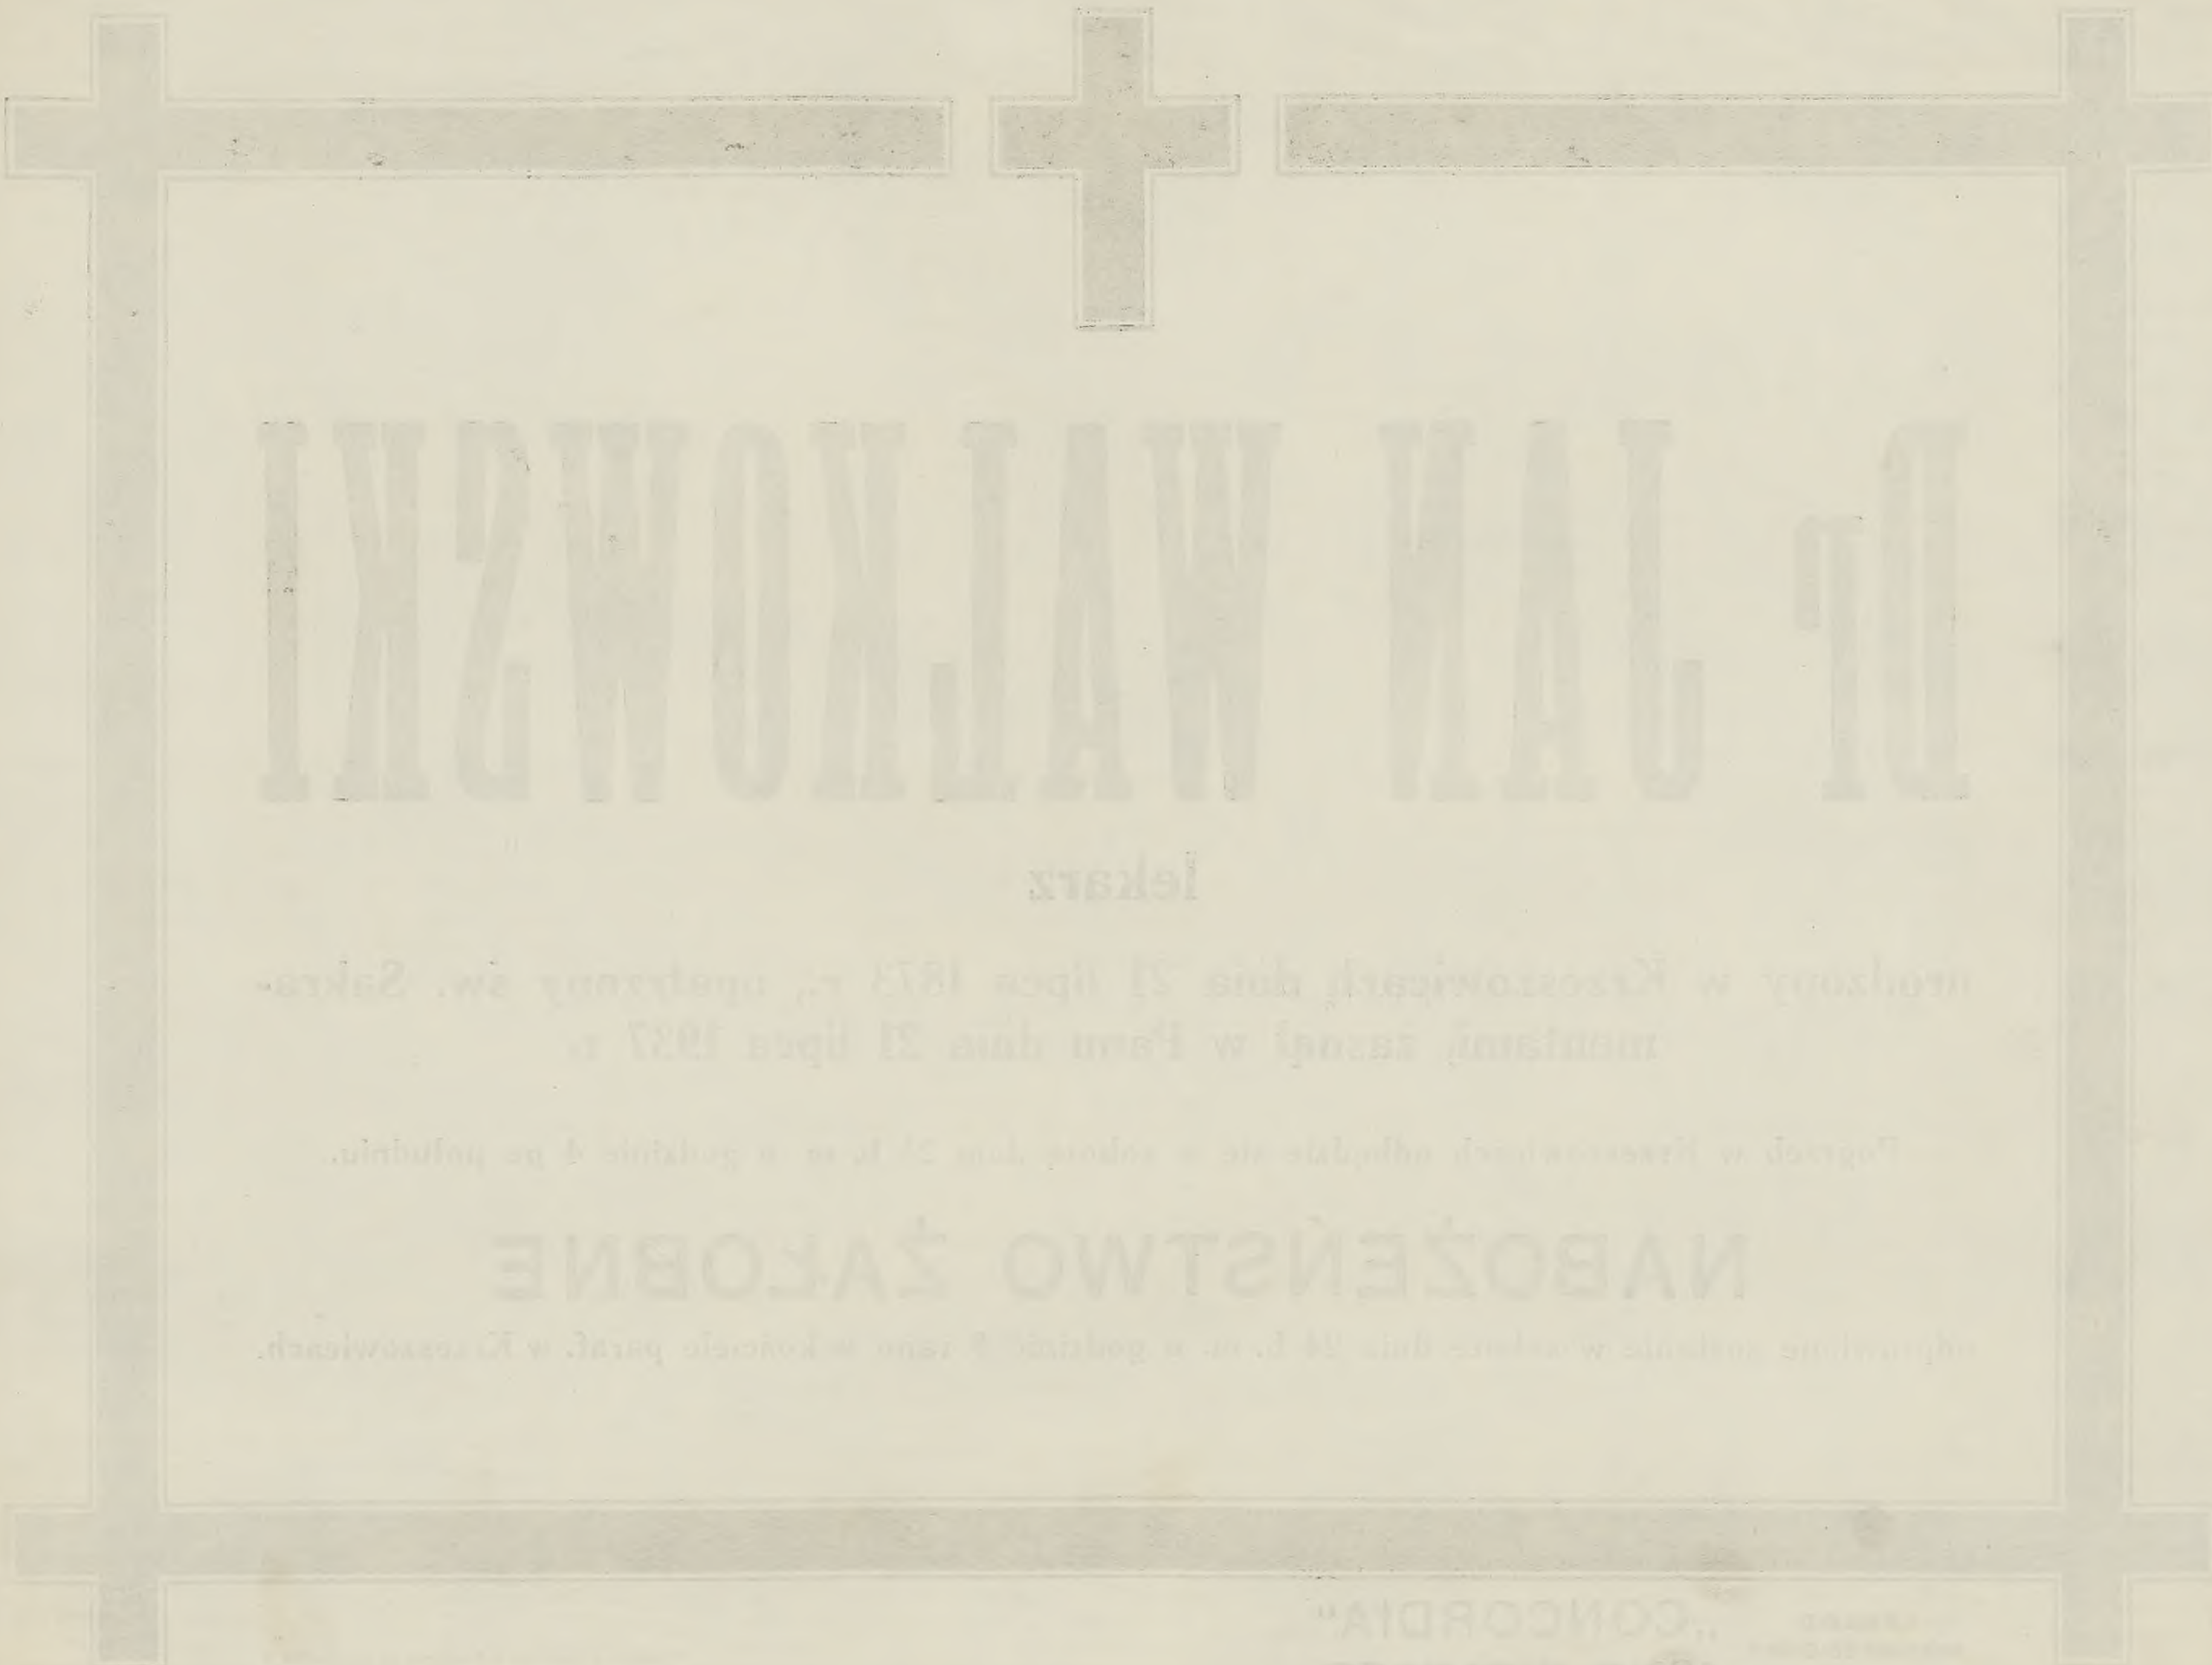 Dr JAN WALKOWSKI
lekarz
urodzony w Krzeszowicach dnia 21 lipca 1873 r., opatrzony św. Sakra-
mentami, zasnął w Panu dnia 21 lipca 1937 r.
Pogrzeb w Krzeszowicach odbędzie się w sobotę dnia b. m. o godzinie 4 po południu.
NABOŻEŃSTWO ŻAŁOBNE
odprawione zostanie w sobotę dnia 24 b. m. o godzinie rano w kościele paraf. w Krzeszowicach.
„CONCORDIA"